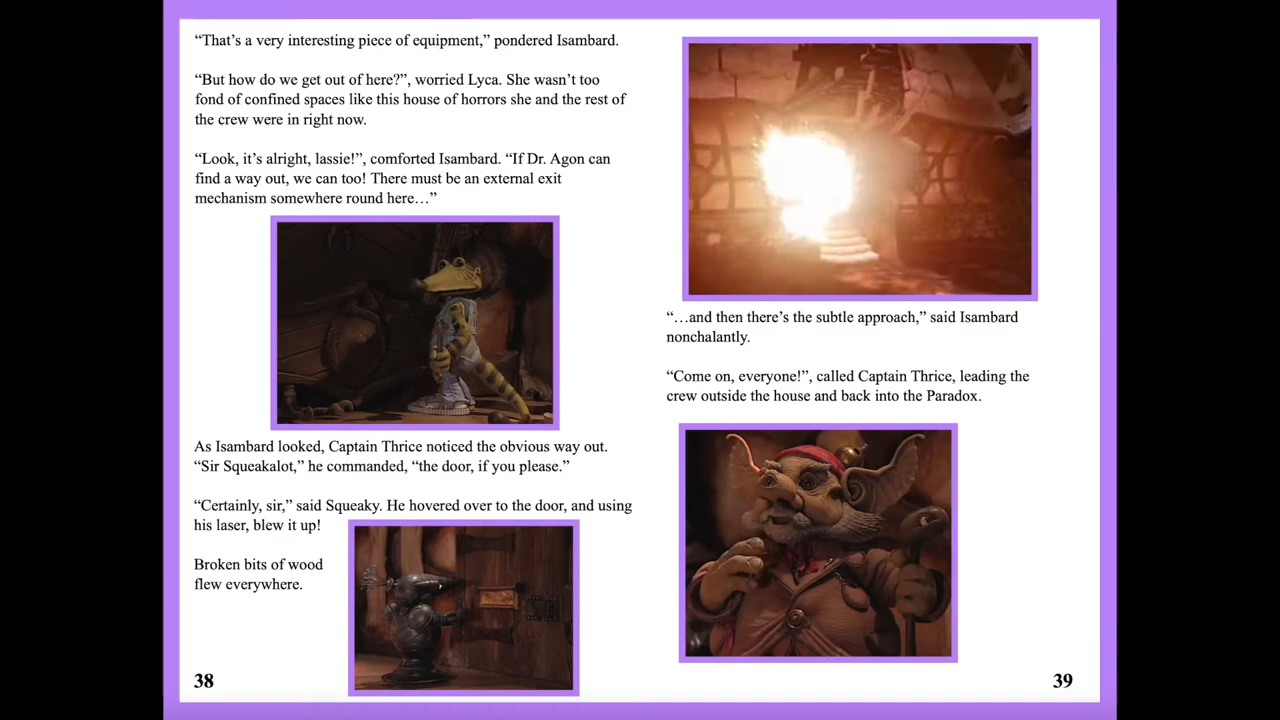 “That’s a very interesting piece of equipment,” pondered Isambard.
“But how do we get out of here?”, worried Lyca. She wasn’t too
fond of confined spaces like this house of horrors she and the rest of
the crew were in right now.
“Look, it’s alright, lassie!”, comforted Isambard. “If Dr. Agon can
find a way out, we can too! There must be an external exit
mechanism somewhere round here…”
As Isambard looked, Captain Thrice noticed the obvious way out.
“Sir Squeakalot,” he commanded, “the door, if you please.”
“Certainly, sir,” said Squeaky. He hovered over to the door, and using
his laser, blew it up!
Broken bits of wood
flew everywhere.
38
“…and then there’s the subtle approach,” said Isambard
nonchalantly.
“Come on, everyone!”, called Captain Thrice, leading the
crew outside the house and back into the Paradox.
39